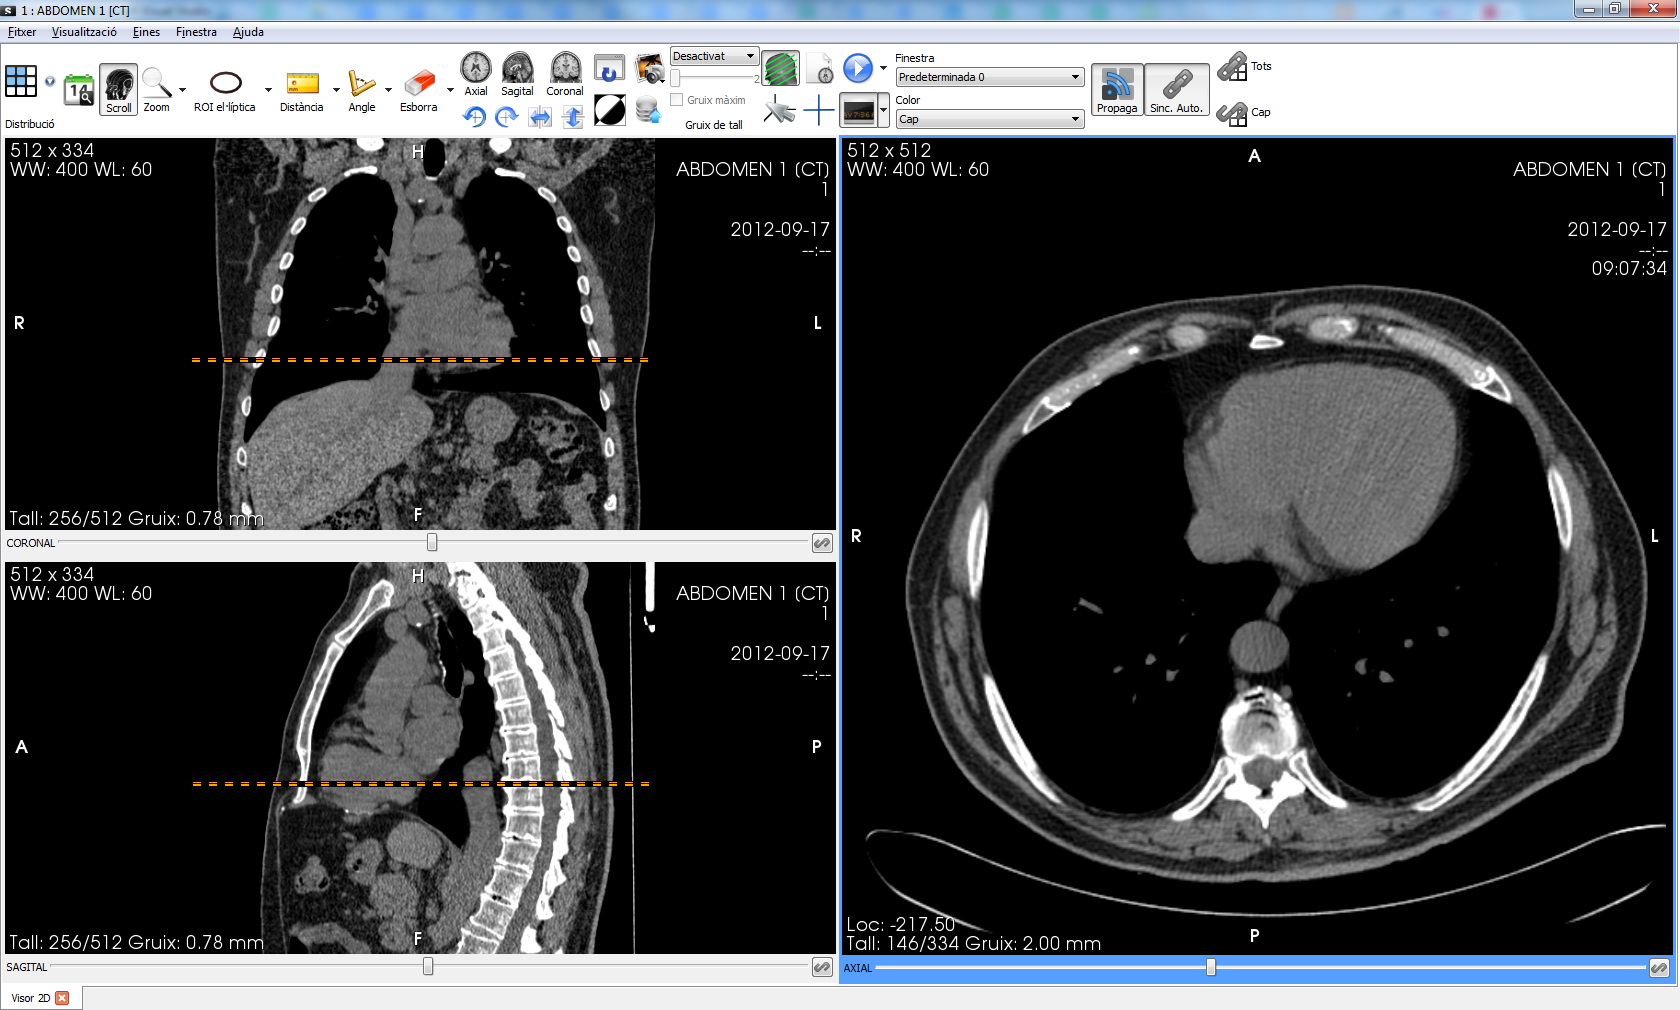 1 : ABDOMEN 1 [CT]
Fitxer Visualització Eines Finestra Ajuda
Distribució
14
Scroll
Zoom
ROI el·líptica
Distància
Angle
Esborra
Axial
Sagital
Coronal
Desactivat
2
Gruix màxim
Gruix de tall
Finestra
Predeterminada 0
Color
Cap
Propaga
Sinc. Auto.
Tots
Cap
512 x 334
WW: 400 WL: 60
H
ABDOMEN 1 (CT)
1
2012-09-17
--:--
R
L
F
Tall: 256/512 Gruix: 0.78 mm
CORONAL
512 x 334
WW: 400 WL: 60
H
ABDOMEN 1 (CT)
1
2012-09-17
--:--
A
P
F
Tall: 256/512 Gruix: 0.78 mm
SAGITAL
512 x 512
WW: 400 WL: 60
A
ABDOMEN 1 (CT)
1
2012-09-17
--:--
09:07:34
R
L
Loc: -217.50
Tall: 146/334 Gruix: 2.00 mm
P
AXIAL
Visor 2D